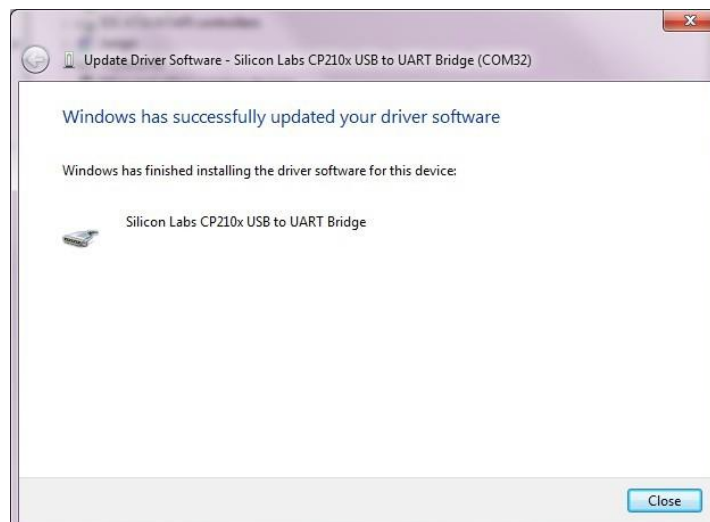 Update Driver Software - Silicon Labs CP210x USB to UART Bridge (COM32)
Windows has successfully updated your driver software
Windows has finished installing the driver software for this device:
Silicon Labs CP210x USB to UART Bridge
Close